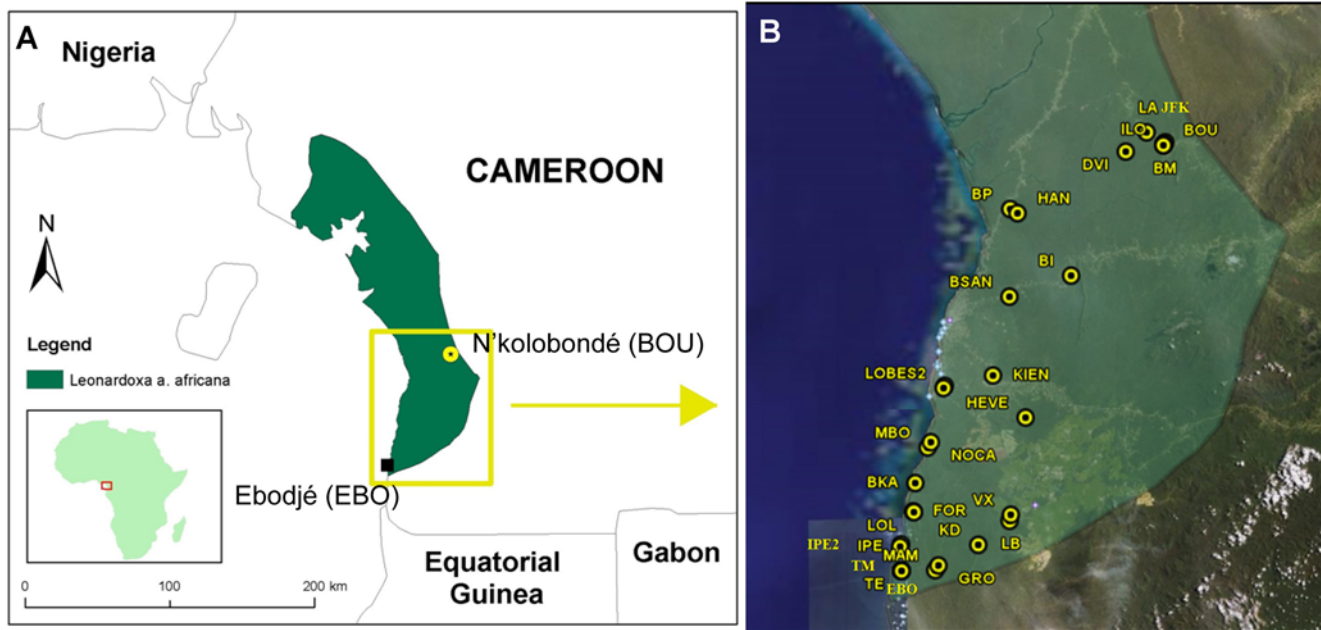 A
Nigeria
CAMEROON
N
N'kolobondé (BOU)
Legend
Leonardoxa a. africana
Ebodjé (EBO)
Equatorial
Guinea
Gabon
0 100 200 km
B
LA JFK
ILO BOU
DVI BM
BP HAN
BI
BSAN
LOBES2 KIEN
HEVE
MBO
NOCA
BKA
VX
FOR
LOL KD
IPE2 IPE LB
MAM
TM
TE GRO
EBO